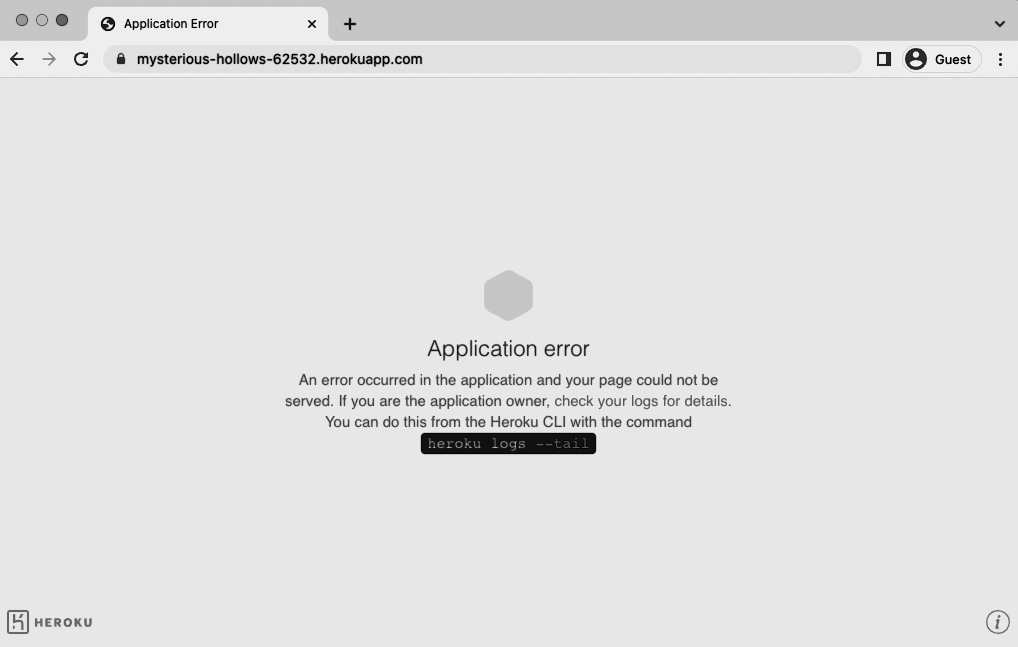 Application Error
mysterious-hollows-62532.herokuapp.com
Guest
Application error
An error occurred in the application and your page could not be
served. If you are the application owner, check your logs for details.
You can do this from the Heroku CLI with the command
heroku logs --tail
HEROKU
i